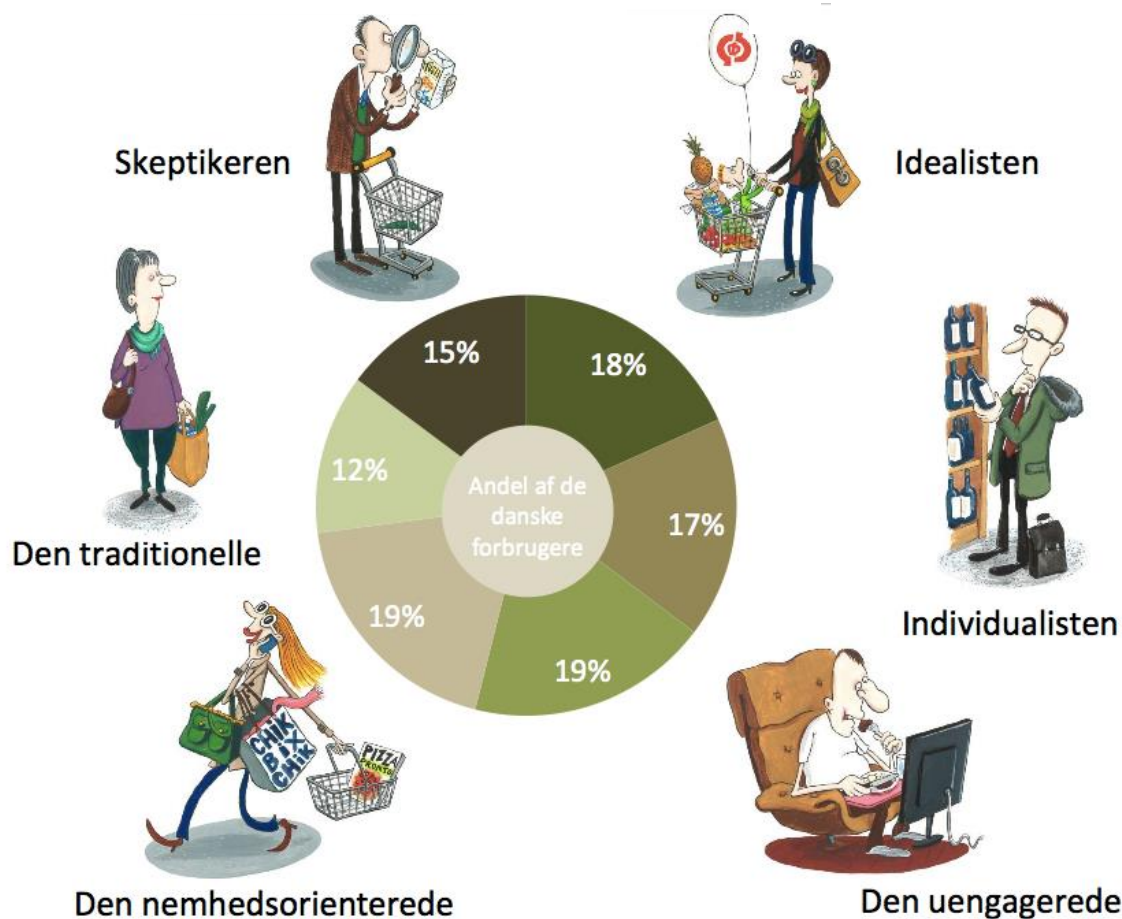 Skeptikeren
Idealisten
15%
18%
12%
17%
Andel af de
danske
forbrugere
Den traditionelle
19%
19%
Individualisten
CHIK
BIX
CHIK
PIZZA
PRONTO
Den nemhedsorienterede
Den uengagerede